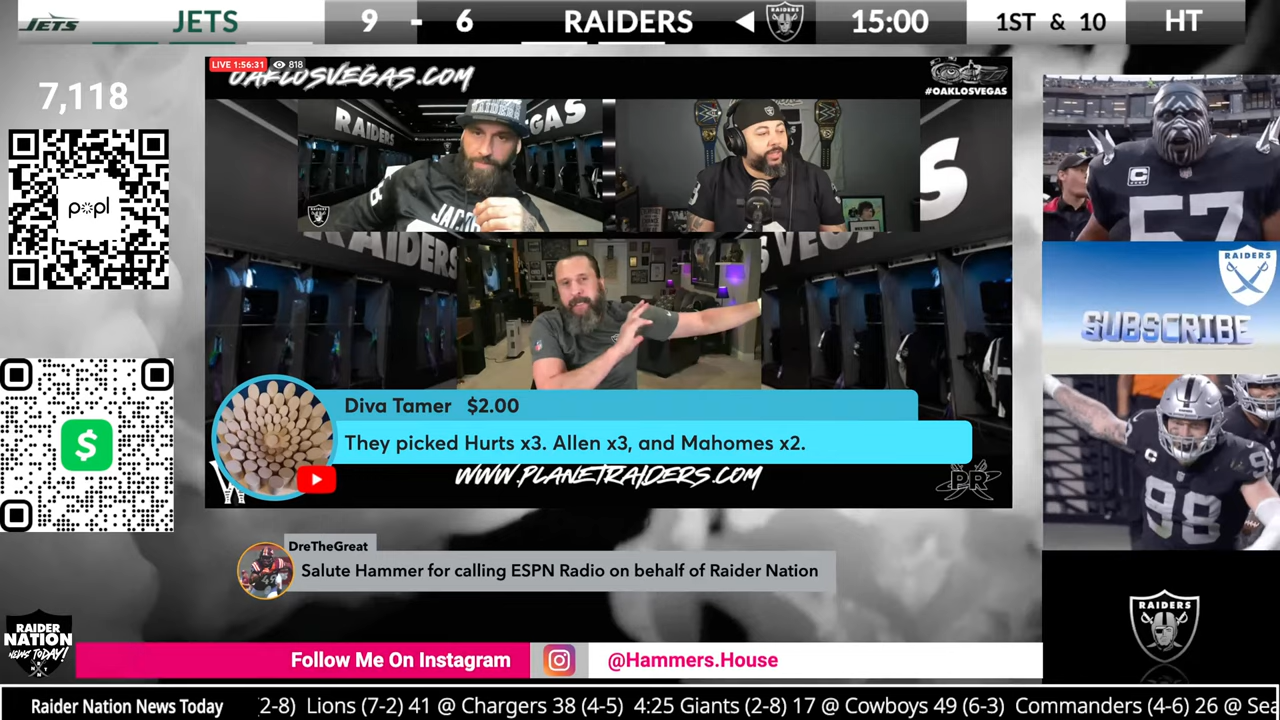 JETS
JETS
9 - 6
RAIDERS
15:00
1ST & 10
HT
LIVE 1:56:31
818
OAKLOSVEGAS.COM
#OAKLOSVEGAS
7,118
popl
RAIDERS
GAS
S
JACO
RAIDERS
VEGA
C
57
RAIDERS
SUBSCRIBE
$
Diva Tamer $2.00
They picked Hurts x3. Allen x3, and Mahomes x2.
WWW.PLANETRAIDERS.COM
PR
C
98
DreTheGreat
Salute Hammer for calling ESPN Radio on behalf of Raider Nation
RAIDERS
RAIDER
NATION
NEWS TODAY!
Follow Me On Instagram
@Hammers.House
Raider Nation News Today
2-8) Lions (7-2) 41 @ Chargers 38 (4-5) 4:25 Giants (2-8) 17 @ Cowboys 49 (6-3) Commanders (4-6) 26 @ Sea